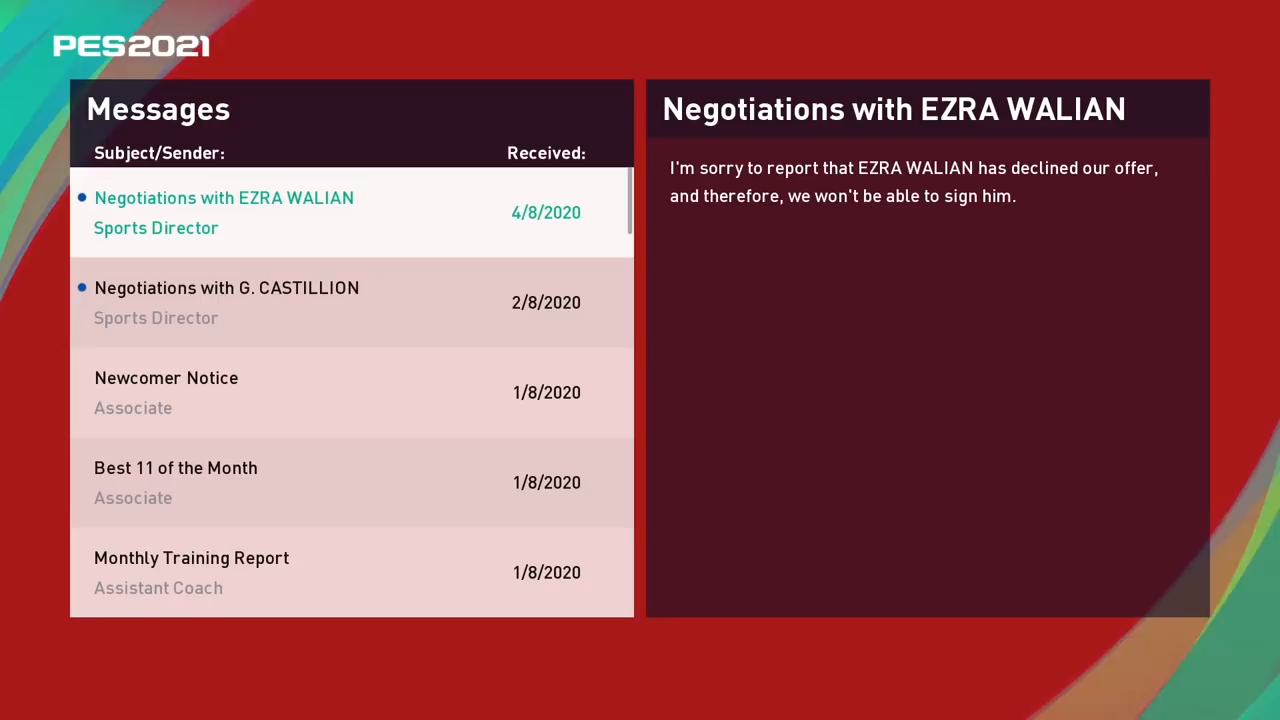 PES2021
Messages
Subject/Sender:
Received:
Negotiations with EZRA WALIAN
Sports Director
4/8/2020
Negotiations with G. CASTILLION
Sports Director
2/8/2020
Newcomer Notice
Associate
1/8/2020
Best 11 of the Month
Associate
1/8/2020
Monthly Training Report
Assistant Coach
1/8/2020
Negotiations with EZRA WALIAN
I'm sorry to report that EZRA WALIAN has declined our offer,
and therefore, we won't be able to sign him.